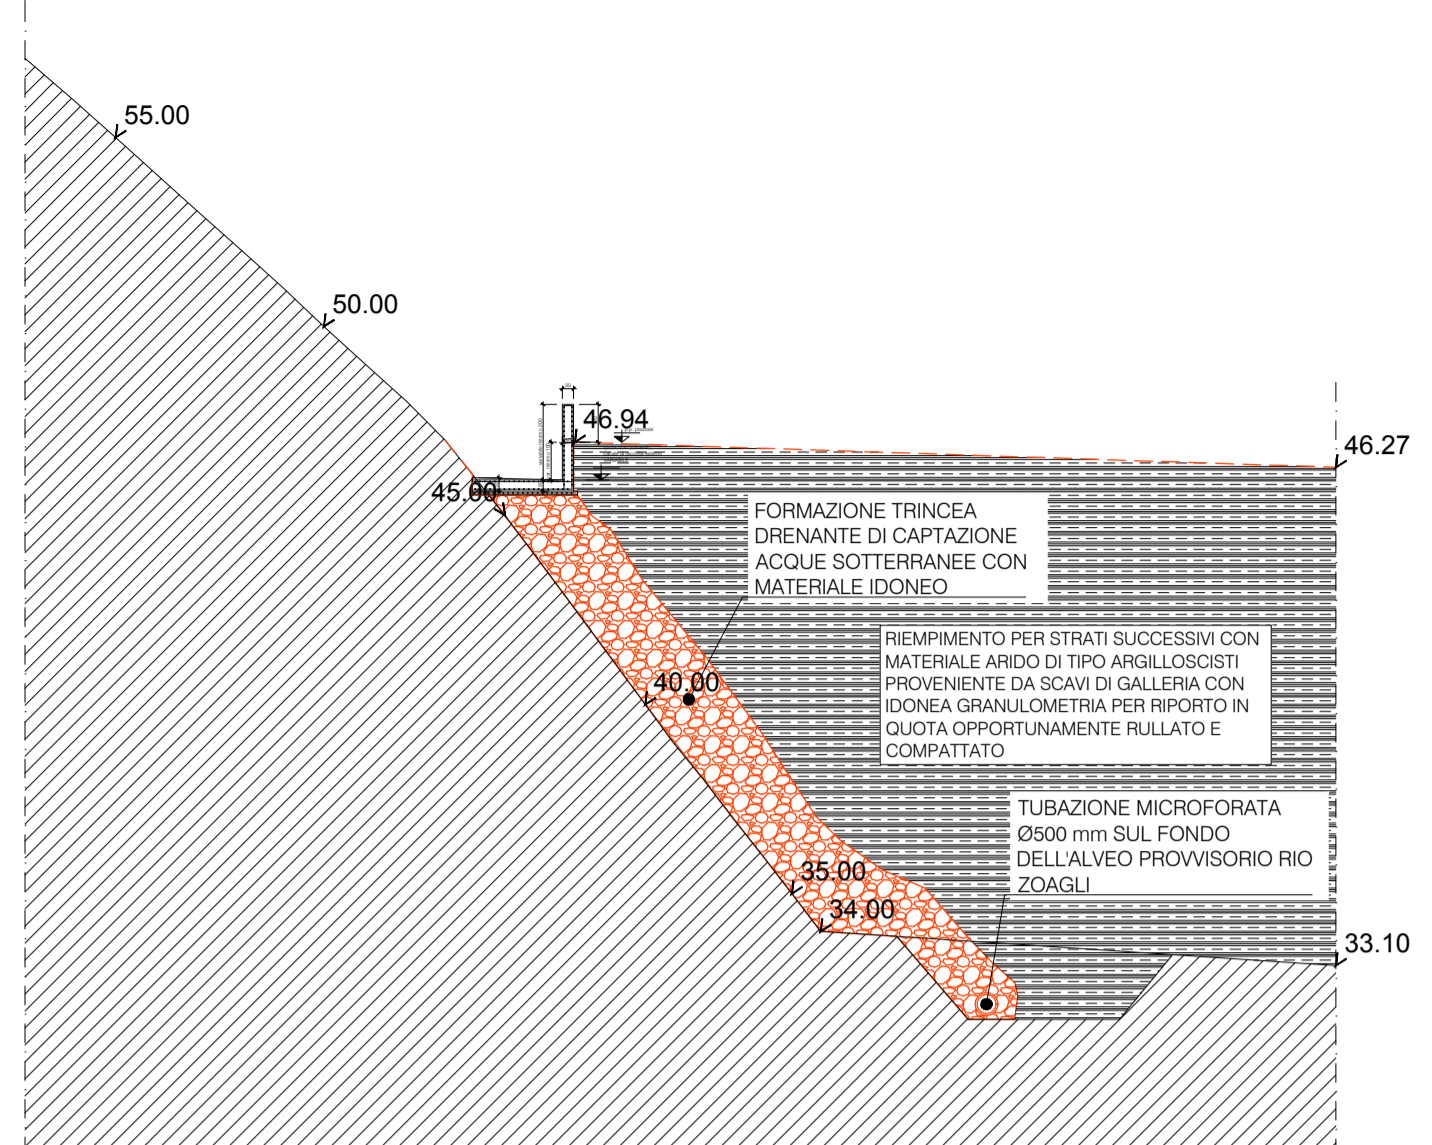 55.00
50.00
46.94
46.27
45.00
FORMAZIONE TRINCEA
DRENANTE DI CAPTAZIONE
ACQUE SOTTERRANEE CON
MATERIALE IDONEO
RIEMPIMENTO PER STRATI SUCCESSIVI CON
MATERIALE ARIDO DI TIPO ARGILLOSCISTI
PROVENIENTE DA SCAVI DI GALLERIA CON
IDONEA GRANULOMETRIA PER RIPORTO IN
QUOTA OPPORTUNAMENTE RULLATO E
COMPATTATO
40.00
TUBAZIONE MICROFORATA
Ø500 mm SUL FONDO
DELL'ALVEO PROVVISORIO RIO
ZOAGLI
35.00
34.00
33.10